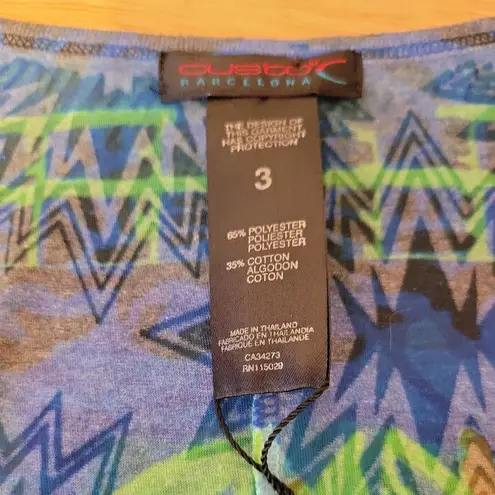 custo
BARCELONA
THE DESIGN OF
THIS GARMENT
HAS COPYRIGHT
PROTECTION
3
65% POLYESTER
POLIESTER
POLYESTER
35% COTTON
ALGODON
COTON
MADE IN THAILAND
FABRICADO EN THAILANDIA
FABRIQUE EN THAILANDE
CA34273
RN115029